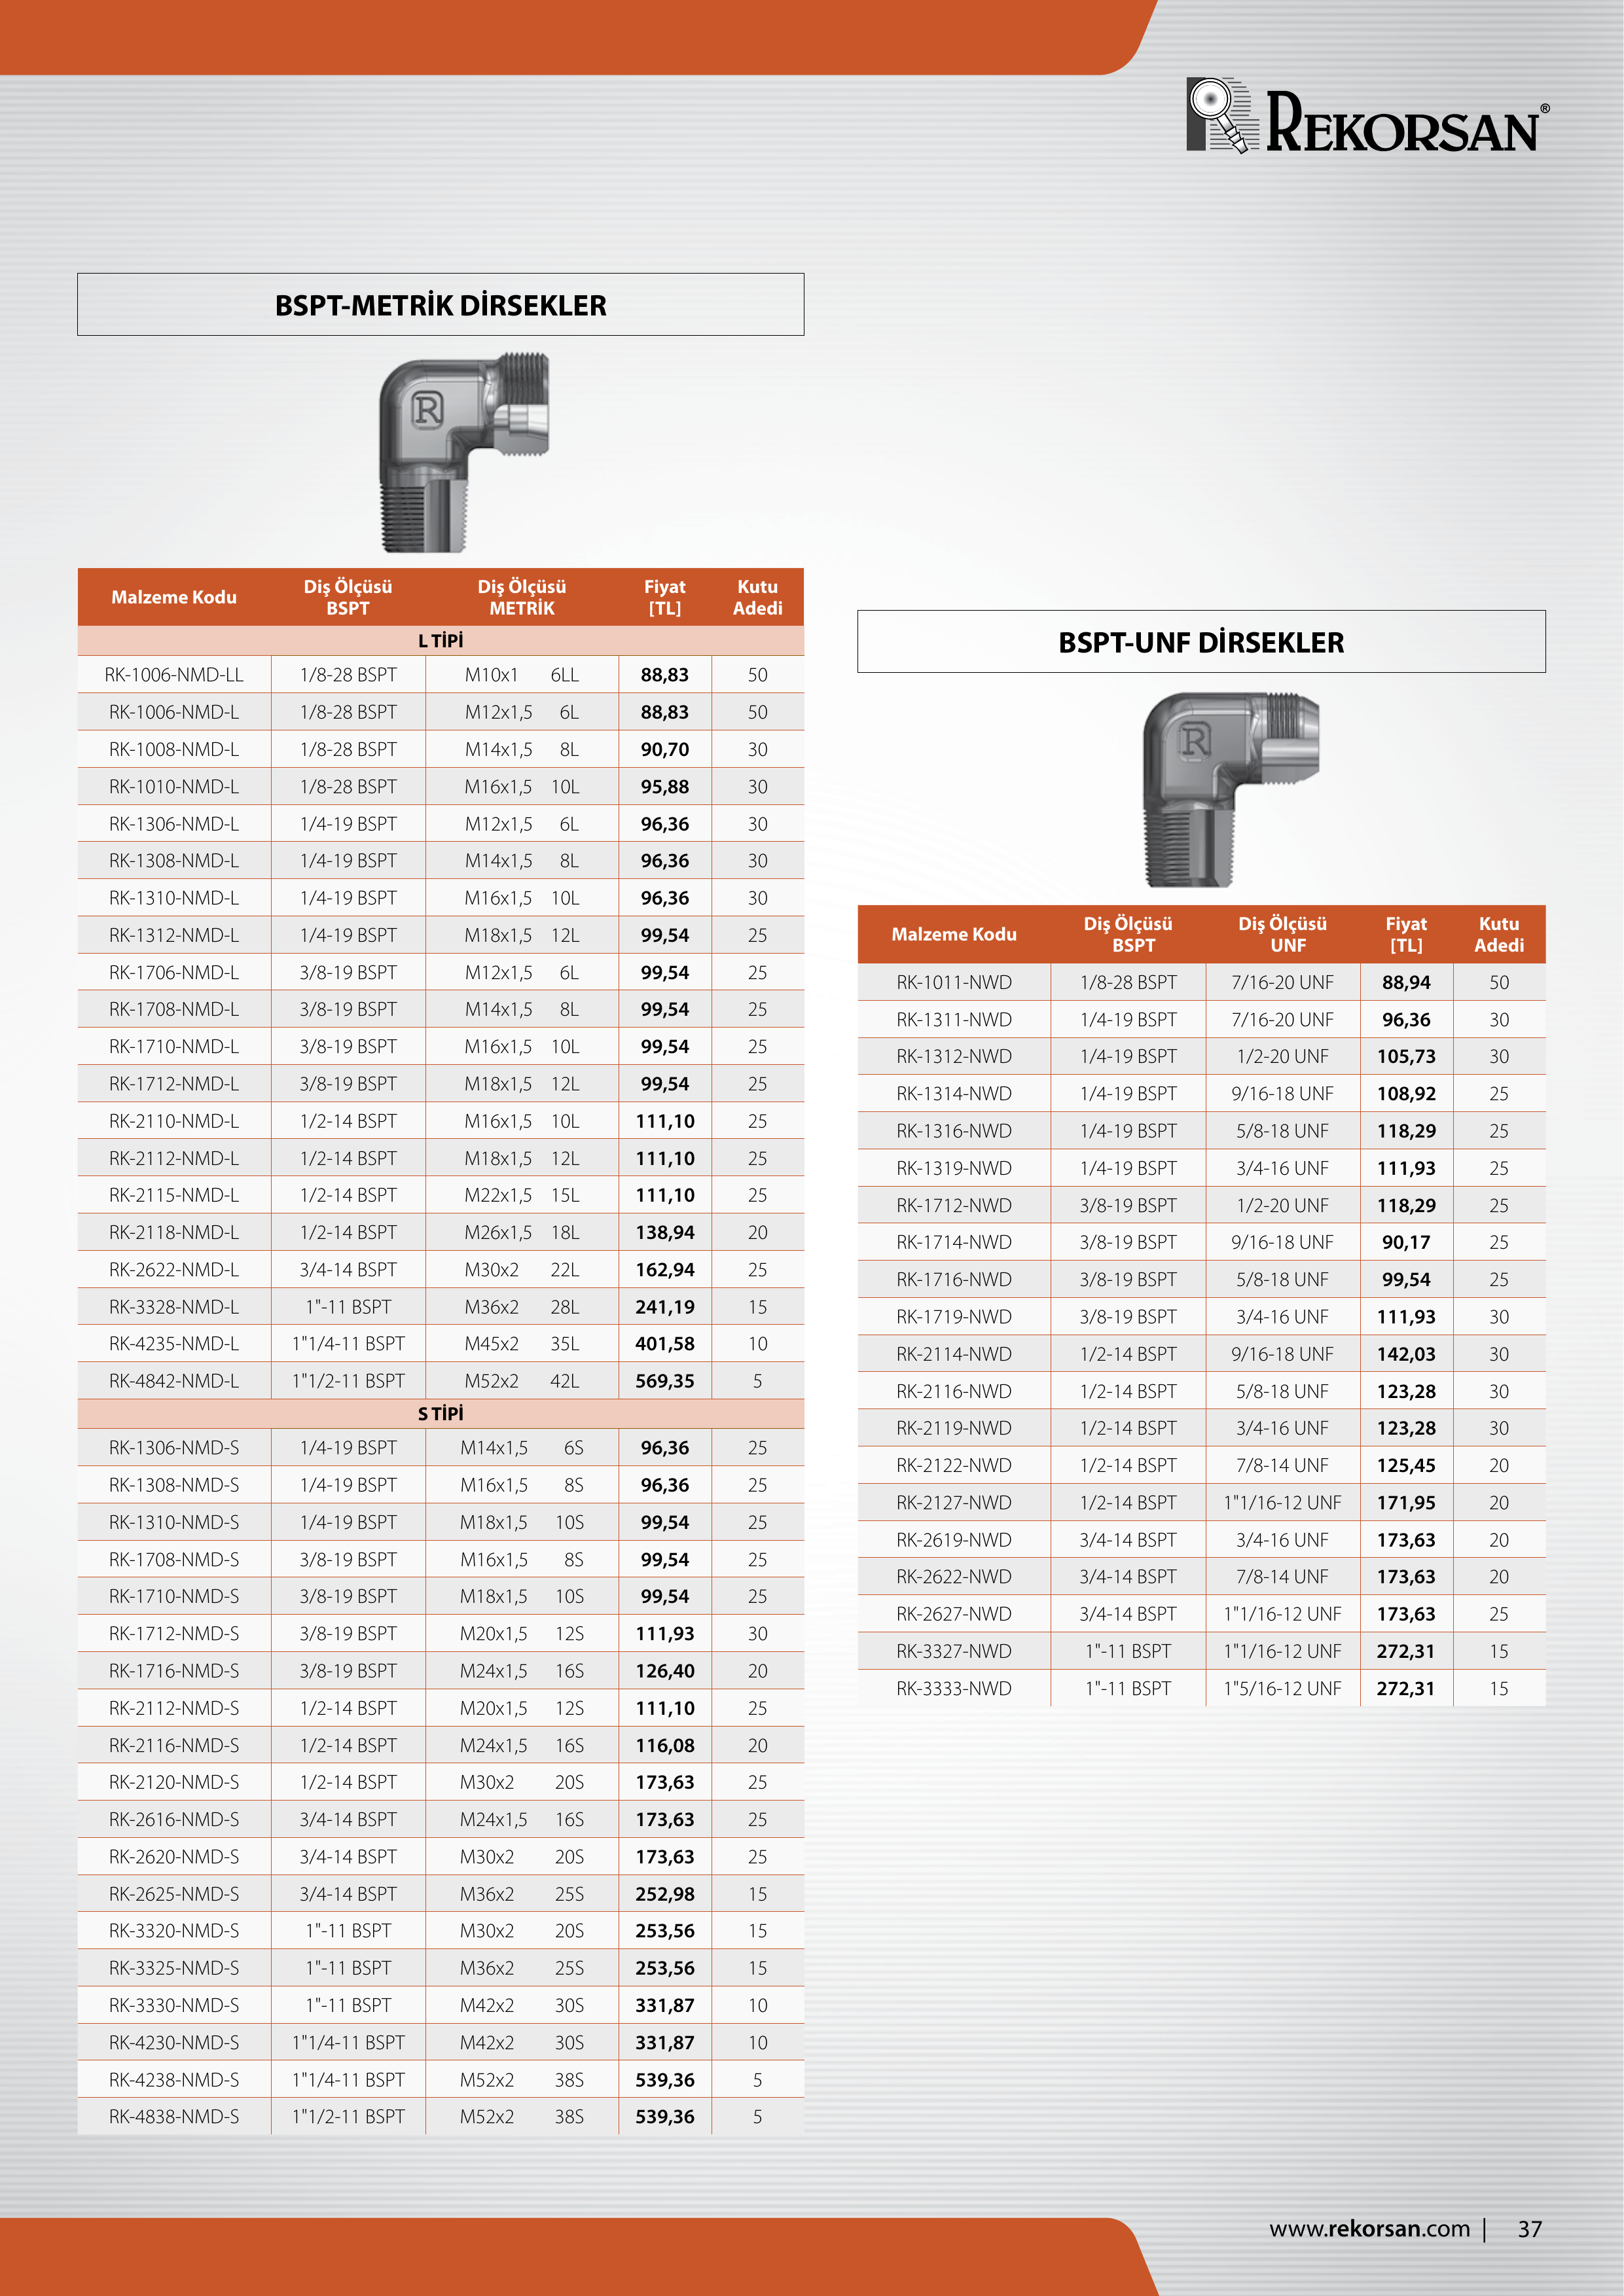 REKORSAN®
BSPT-METRİK DİRSEKLER
R
Malzeme Kodu Diş Ölçüsü BSPT Diş Ölçüsü METRİK Fiyat [TL] Kutu Adedi
L TİPİ
RK-1006-NMD-LL 1/8-28 BSPT M10x1 6LL 88,83 50
RK-1006-NMD-L 1/8-28 BSPT M12x1,5 6L 88,83 50
RK-1008-NMD-L 1/8-28 BSPT M14x1,5 8L 90,70 30
RK-1010-NMD-L 1/8-28 BSPT M16x1,5 10L 95,88 30
RK-1306-NMD-L 1/4-19 BSPT M12x1,5 6L 96,36 30
RK-1308-NMD-L 1/4-19 BSPT M14x1,5 8L 96,36 30
RK-1310-NMD-L 1/4-19 BSPT M16x1,5 10L 96,36 30
RK-1312-NMD-L 1/4-19 BSPT M18x1,5 12L 99,54 25
RK-1706-NMD-L 3/8-19 BSPT M12x1,5 6L 99,54 25
RK-1708-NMD-L 3/8-19 BSPT M14x1,5 8L 99,54 25
RK-1710-NMD-L 3/8-19 BSPT M16x1,5 10L 99,54 25
RK-1712-NMD-L 3/8-19 BSPT M18x1,5 12L 99,54 25
RK-2110-NMD-L 1/2-14 BSPT M16x1,5 10L 111,10 25
RK-2112-NMD-L 1/2-14 BSPT M18x1,5 12L 111,10 25
RK-2115-NMD-L 1/2-14 BSPT M22x1,5 15L 111,10 25
RK-2118-NMD-L 1/2-14 BSPT M26x1,5 18L 138,94 20
RK-2622-NMD-L 3/4-14 BSPT M30x2 22L 162,94 25
RK-3328-NMD-L 1"-11 BSPT M36x2 28L 241,19 15
RK-4235-NMD-L 1"1/4-11 BSPT M45x2 35L 401,58 10
RK-4842-NMD-L 1"1/2-11 BSPT M52x2 42L 569,35 5
S TİPİ
RK-1306-NMD-S 1/4-19 BSPT M14x1,5 6S 96,36 25
RK-1308-NMD-S 1/4-19 BSPT M16x1,5 8S 96,36 25
RK-1310-NMD-S 1/4-19 BSPT M18x1,5 10S 99,54 25
RK-1708-NMD-S 3/8-19 BSPT M16x1,5 8S 99,54 25
RK-1710-NMD-S 3/8-19 BSPT M18x1,5 10S 99,54 25
RK-1712-NMD-S 3/8-19 BSPT M20x1,5 12S 111,93 30
RK-1716-NMD-S 3/8-19 BSPT M24x1,5 16S 126,40 20
RK-2112-NMD-S 1/2-14 BSPT M20x1,5 12S 111,10 25
RK-2116-NMD-S 1/2-14 BSPT M24x1,5 16S 116,08 20
RK-2120-NMD-S 1/2-14 BSPT M30x2 20S 173,63 25
RK-2616-NMD-S 3/4-14 BSPT M24x1,5 16S 173,63 25
RK-2620-NMD-S 3/4-14 BSPT M30x2 20S 173,63 25
RK-2625-NMD-S 3/4-14 BSPT M36x2 25S 252,98 15
RK-3320-NMD-S 1"-11 BSPT M30x2 20S 253,56 15
RK-3325-NMD-S 1"-11 BSPT M36x2 25S 253,56 15
RK-3330-NMD-S 1"-11 BSPT M42x2 30S 331,87 10
RK-4230-NMD-S 1"1/4-11 BSPT M42x2 30S 331,87 10
RK-4238-NMD-S 1"1/4-11 BSPT M52x2 38S 539,36 5
RK-4838-NMD-S 1"1/2-11 BSPT M52x2 38S 539,36 5
BSPT-UNF DİRSEKLER
R
Malzeme Kodu Diş Ölçüsü BSPT Diş Ölçüsü UNF Fiyat [TL] Kutu Adedi
RK-1011-NWD 1/8-28 BSPT 7/16-20 UNF 88,94 50
RK-1311-NWD 1/4-19 BSPT 7/16-20 UNF 96,36 30
RK-1312-NWD 1/4-19 BSPT 1/2-20 UNF 105,73 30
RK-1314-NWD 1/4-19 BSPT 9/16-18 UNF 108,92 25
RK-1316-NWD 1/4-19 BSPT 5/8-18 UNF 118,29 25
RK-1319-NWD 1/4-19 BSPT 3/4-16 UNF 111,93 25
RK-1712-NWD 3/8-19 BSPT 1/2-20 UNF 118,29 25
RK-1714-NWD 3/8-19 BSPT 9/16-18 UNF 90,17 25
RK-1716-NWD 3/8-19 BSPT 5/8-18 UNF 99,54 25
RK-1719-NWD 3/8-19 BSPT 3/4-16 UNF 111,93 30
RK-2114-NWD 1/2-14 BSPT 9/16-18 UNF 142,03 30
RK-2116-NWD 1/2-14 BSPT 5/8-18 UNF 123,28 30
RK-2119-NWD 1/2-14 BSPT 3/4-16 UNF 123,28 30
RK-2122-NWD 1/2-14 BSPT 7/8-14 UNF 125,45 20
RK-2127-NWD 1/2-14 BSPT 1"1/16-12 UNF 171,95 20
RK-2619-NWD 3/4-14 BSPT 3/4-16 UNF 173,63 20
RK-2622-NWD 3/4-14 BSPT 7/8-14 UNF 173,63 20
RK-2627-NWD 3/4-14 BSPT 1"1/16-12 UNF 173,63 25
RK-3327-NWD 1"-11 BSPT 1"1/16-12 UNF 272,31 15
RK-3333-NWD 1"-11 BSPT 1"5/16-12 UNF 272,31 15
www.rekorsan.com | 37